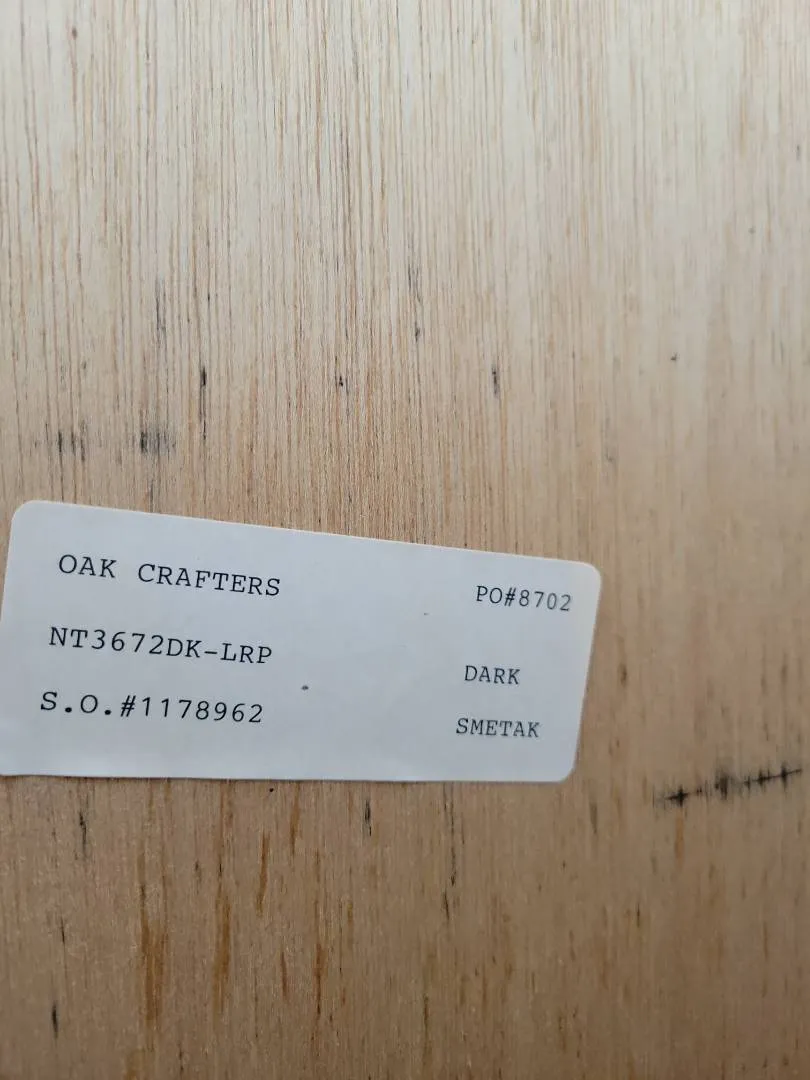 OAK CRAFTERS PO#8702
NT3672DK-LRP DARK
S.O.#1178962 SMETAK